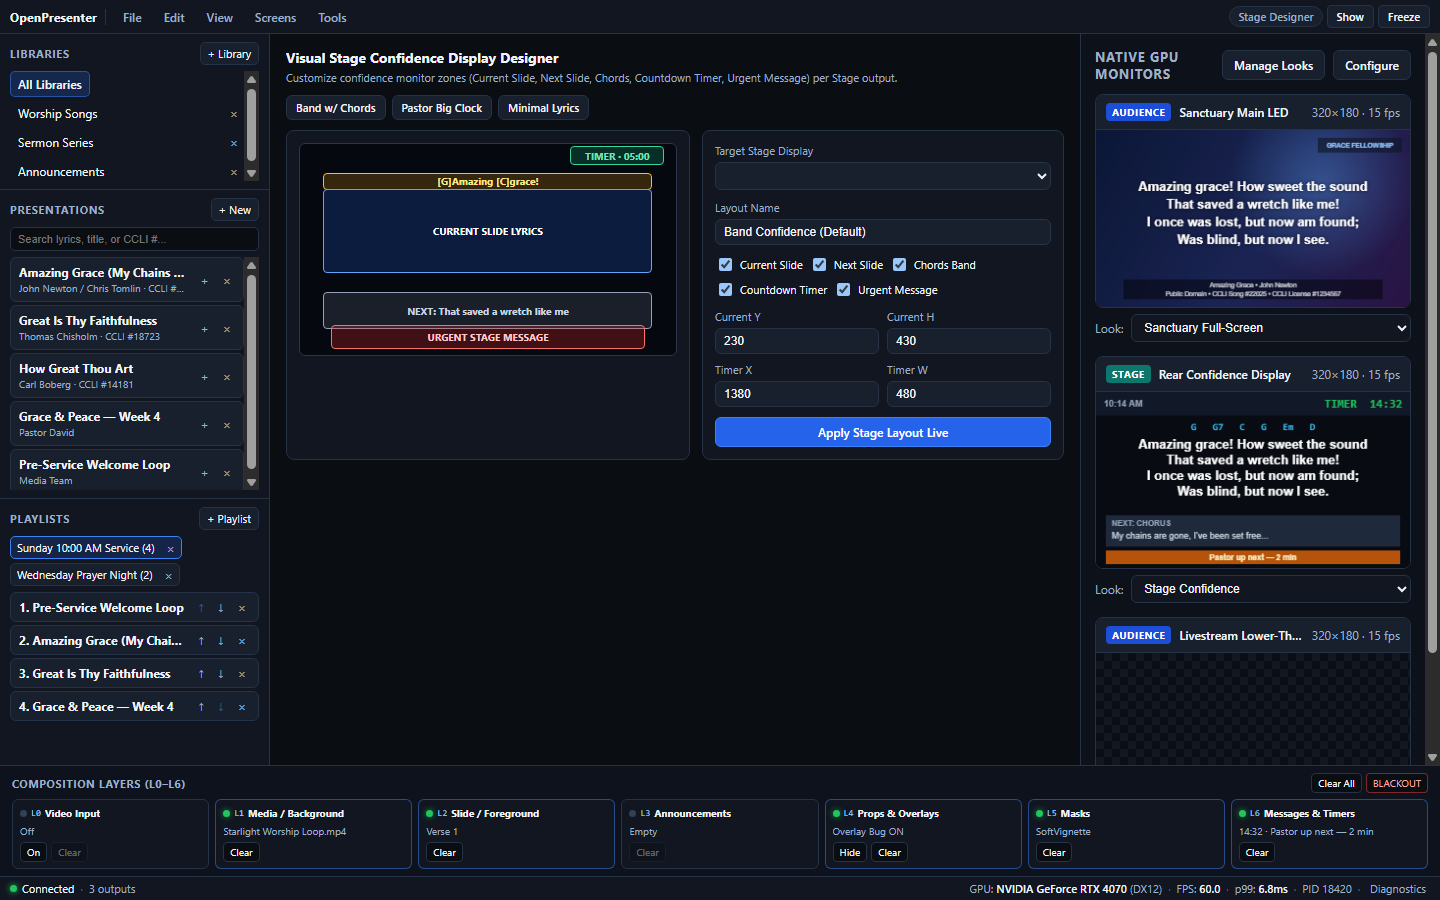 OpenPresenter
File
Edit
View
Screens
Tools
Stage Designer
Show
Freeze
LIBRARIES
+ Library
All Libraries
Worship Songs ×
Sermon Series ×
Announcements ×
PRESENTATIONS
+ New
Search lyrics, title, or CCLI #...
Amazing Grace (My Chains ...
John Newton / Chris Tomlin · CCLI #...
+ ×
Great Is Thy Faithfulness
Thomas Chisholm · CCLI #18723
+ ×
How Great Thou Art
Carl Boberg · CCLI #14181
+ ×
Grace & Peace — Week 4
Pastor David
+ ×
Pre-Service Welcome Loop
Media Team
+ ×
PLAYLISTS
+ Playlist
Sunday 10:00 AM Service (4) ×
Wednesday Prayer Night (2) ×
1. Pre-Service Welcome Loop ↑ ↓ ×
2. Amazing Grace (My Chai... ↑ ↓ ×
3. Great Is Thy Faithfulness ↑ ↓ ×
4. Grace & Peace — Week 4 ↑ ↓ ×
Visual Stage Confidence Display Designer
Customize confidence monitor zones (Current Slide, Next Slide, Chords, Countdown Timer, Urgent Message) per Stage output.
Band w/ Chords
Pastor Big Clock
Minimal Lyrics
TIMER · 05:00
[G]Amazing [C]grace!
CURRENT SLIDE LYRICS
NEXT: That saved a wretch like me
URGENT STAGE MESSAGE
Target Stage Display
Layout Name
Band Confidence (Default)
Current Slide
Next Slide
Chords Band
Countdown Timer
Urgent Message
Current Y
Current H
230
430
Timer X
Timer W
1380
480
Apply Stage Layout Live
NATIVE GPU
MONITORS
Manage Looks
Configure
AUDIENCE Sanctuary Main LED 320×180 · 15 fps
GRACE FELLOWSHIP
Amazing grace! How sweet the sound
That saved a wretch like me!
I once was lost, but now am found;
Was blind, but now I see.
Amazing Grace • John Newton
Public Domain • CCLI Song #22025 • CCLI License #1234567
Look: Sanctuary Full-Screen
STAGE Rear Confidence Display 320×180 · 15 fps
10:14 AM
TIMER 14:32
G G7 C G Em D
Amazing grace! How sweet the sound
That saved a wretch like me!
I once was lost, but now am found;
Was blind, but now I see.
NEXT: CHORUS
My chains are gone, I've been set free...
Pastor up next — 2 min
Look: Stage Confidence
AUDIENCE Livestream Lower-Th... 320×180 · 15 fps
COMPOSITION LAYERS (L0–L6)
Clear All
BLACKOUT
L0 Video Input
Off
On
Clear
L1 Media / Background
Starlight Worship Loop.mp4
Clear
L2 Slide / Foreground
Verse 1
Clear
L3 Announcements
Empty
Clear
L4 Props & Overlays
Overlay Bug ON
Hide
Clear
L5 Masks
SoftVignette
Clear
L6 Messages & Timers
14:32 · Pastor up next — 2 min
Clear
Connected · 3 outputs
GPU: NVIDIA GeForce RTX 4070 (DX12) · FPS: 60.0 · p99: 6.8ms · PID 18420 · Diagnostics